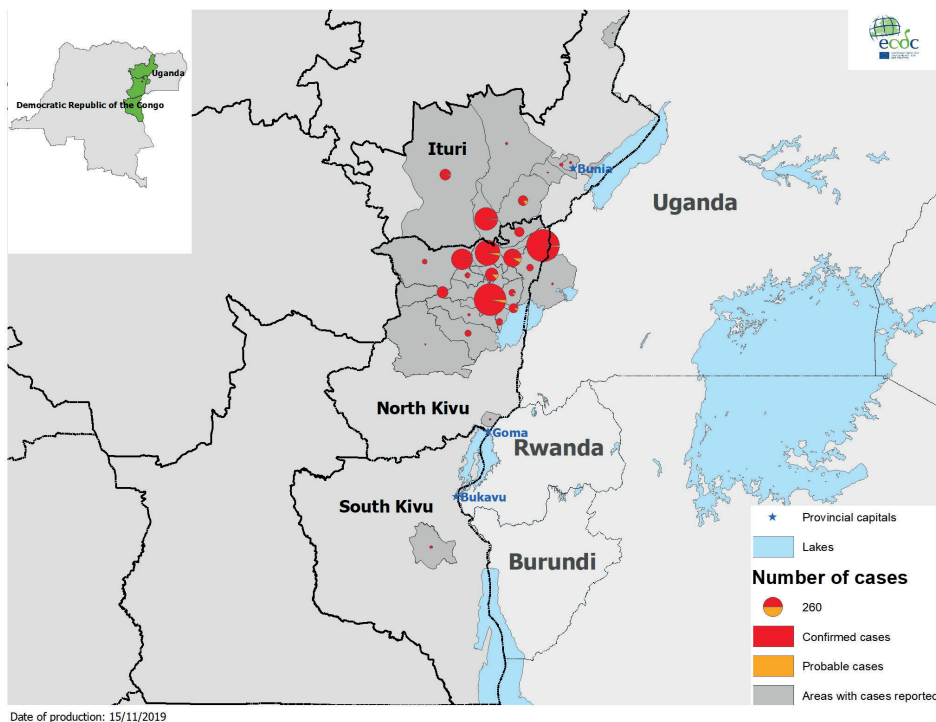 ecdc
Uganda
Democratic Republic of the Congo
Ituri
Bunia
Uganda
North Kivu
Goma
Rwanda
South Kivu
Bukavu
Burundi
Provincial capitals
Lakes
Number of cases
260
Confirmed cases
Probable cases
Areas with cases reported
Date of production: 15/11/2019